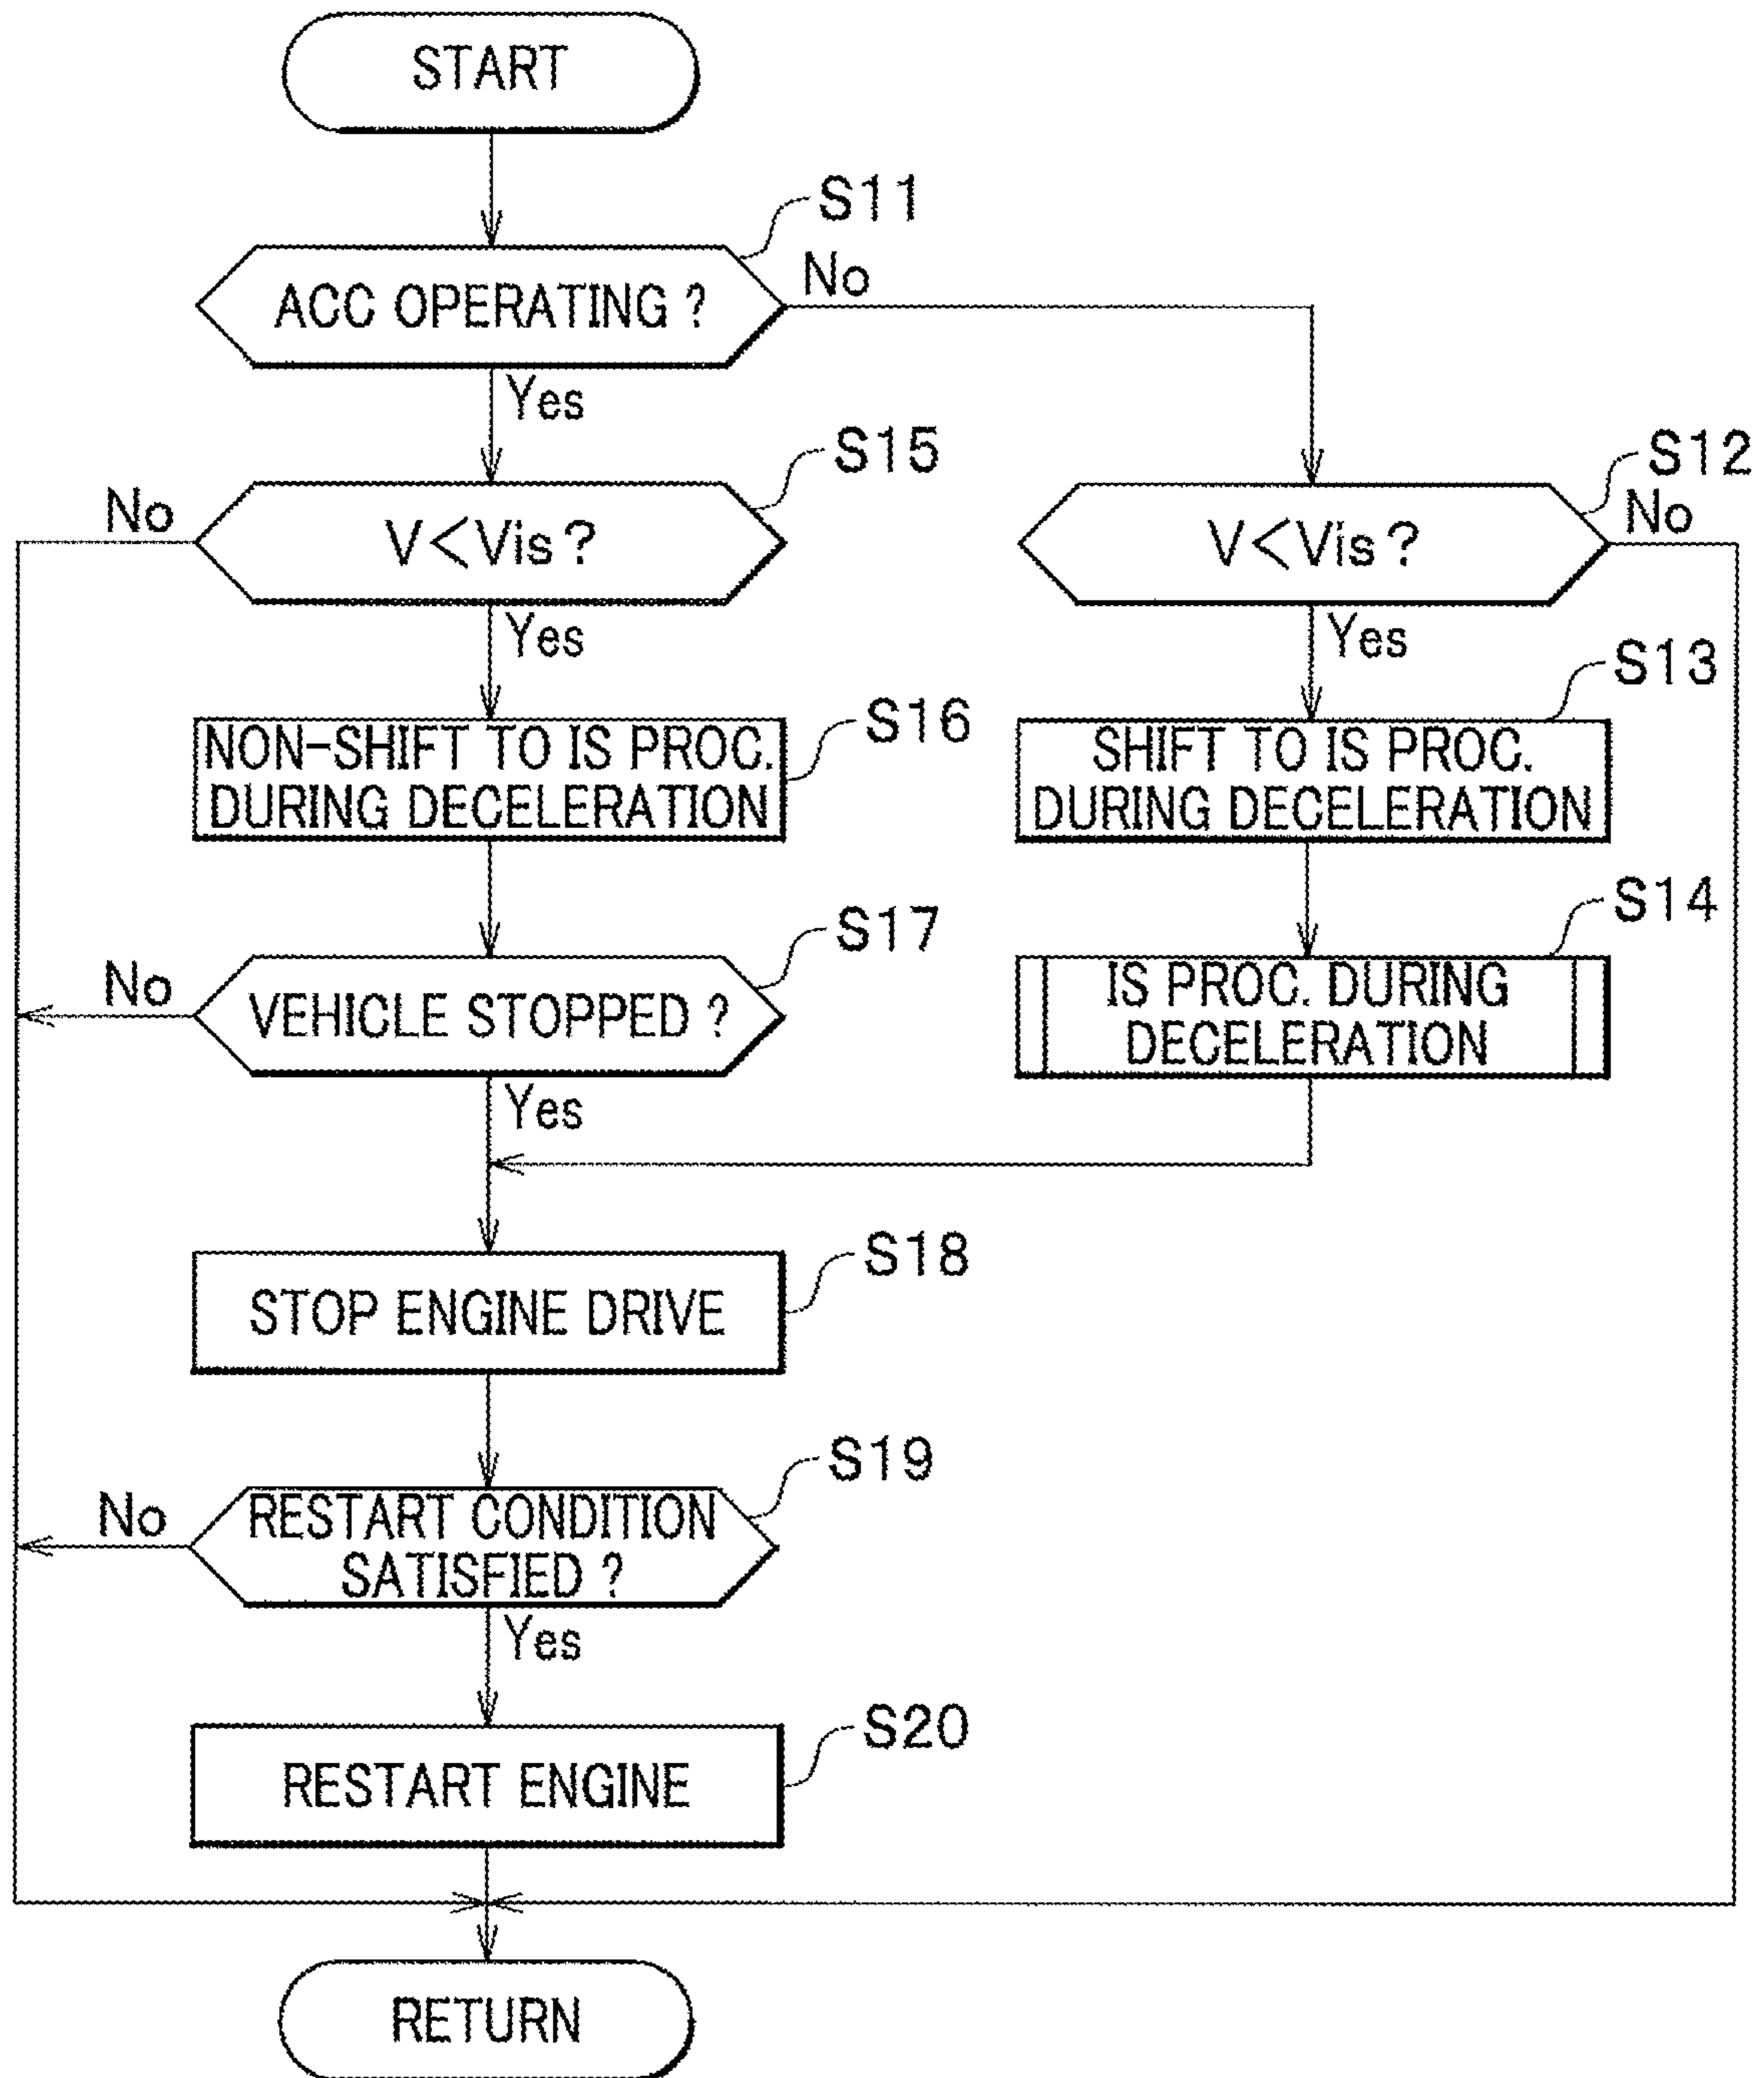 START
S11
ACC OPERATING ?
No
Yes
S15
V<Vis ?
No
Yes
S12
V<Vis ?
No
Yes
S16
NON-SHIFT TO IS PROC.
DURING DECELERATION
S13
SHIFT TO IS PROC.
DURING DECELERATION
S17
VEHICLE STOPPED ?
No
Yes
S14
IS PROC. DURING
DECELERATION
S18
STOP ENGINE DRIVE
S19
RESTART CONDITION
SATISFIED ?
No
Yes
S20
RESTART ENGINE
RETURN